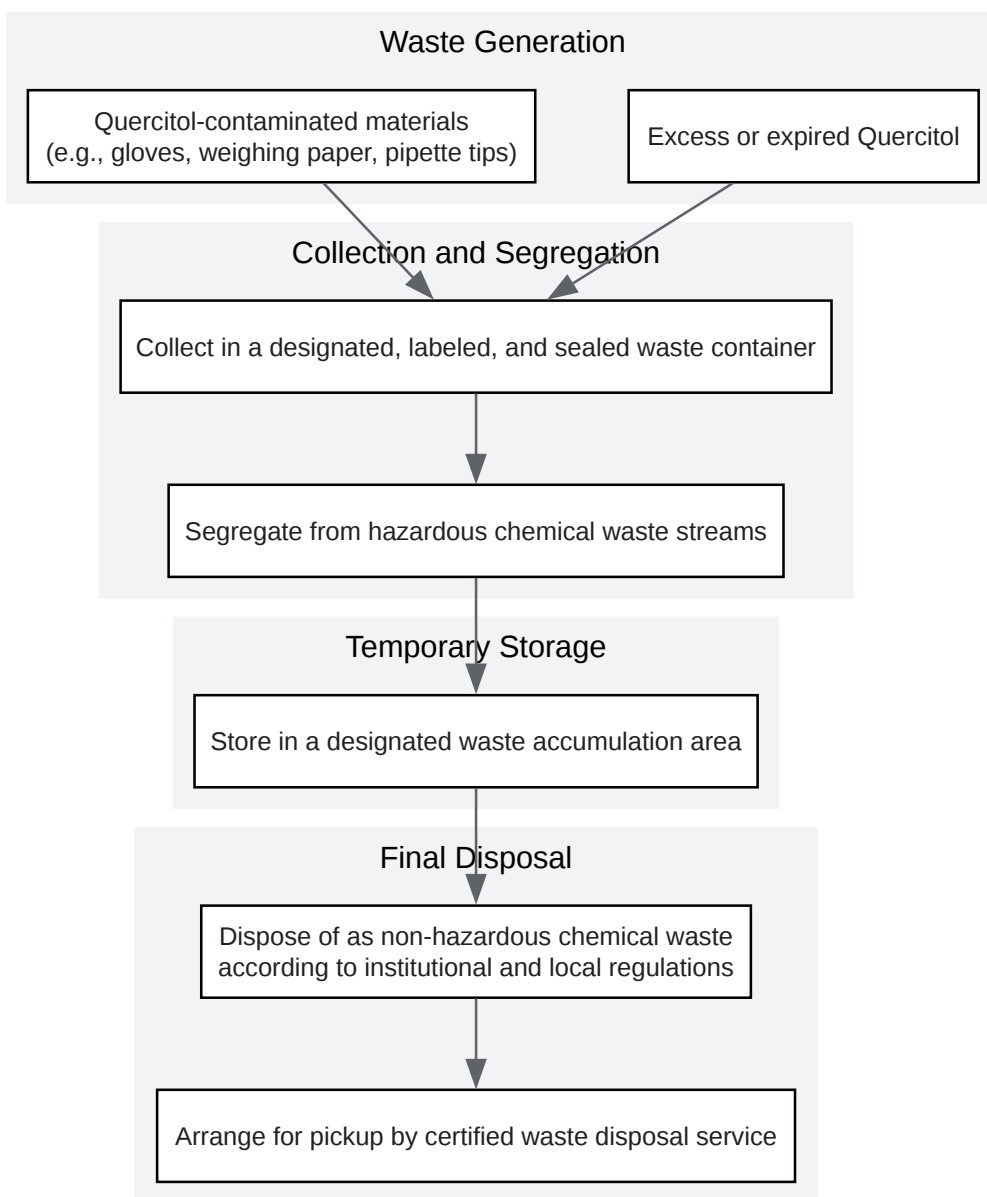 Waste Generation
Quercitol-contaminated materials
(e.g., gloves, weighing paper, pipette tips)
Excess or expired Quercitol
Collection and Segregation
Collect in a designated, labeled, and sealed waste container
Segregate from hazardous chemical waste streams
Temporary Storage
Store in a designated waste accumulation area
Final Disposal
Dispose of as non-hazardous chemical waste
according to institutional and local regulations
Arrange for pickup by certified waste disposal service